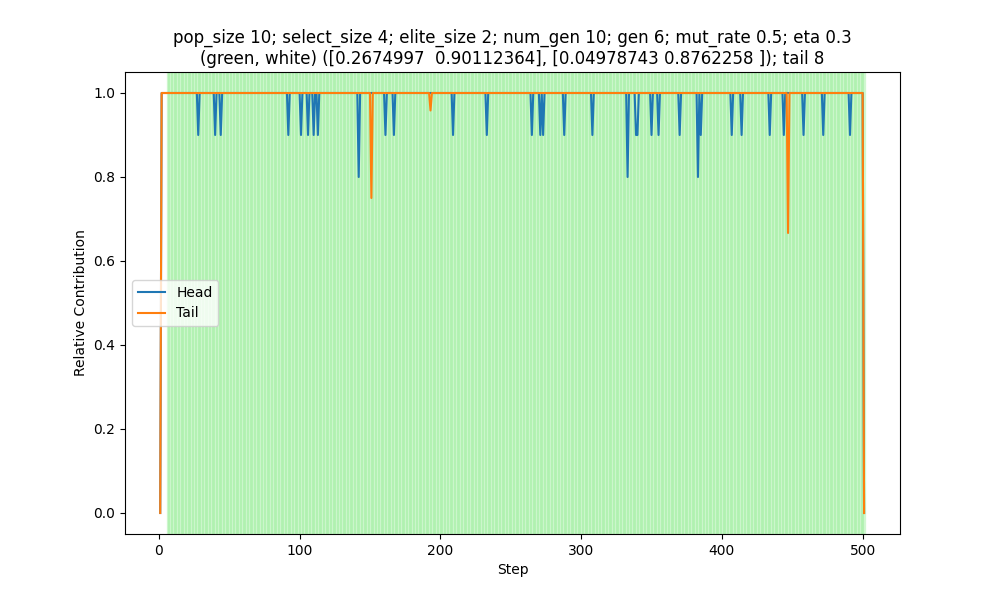 pop_size 10; select_size 4; elite_size 2; num_gen 10; gen 6; mut_rate 0.5; eta 0.3
(green, white) ([0.2674997  0.90112364], [0.04978743 0.8762258 ]); tail 8
1.0
0.8
0.6
0.4
0.2
0.0
Relative Contribution
Head
Tail
0
100
200
300
400
500
Step